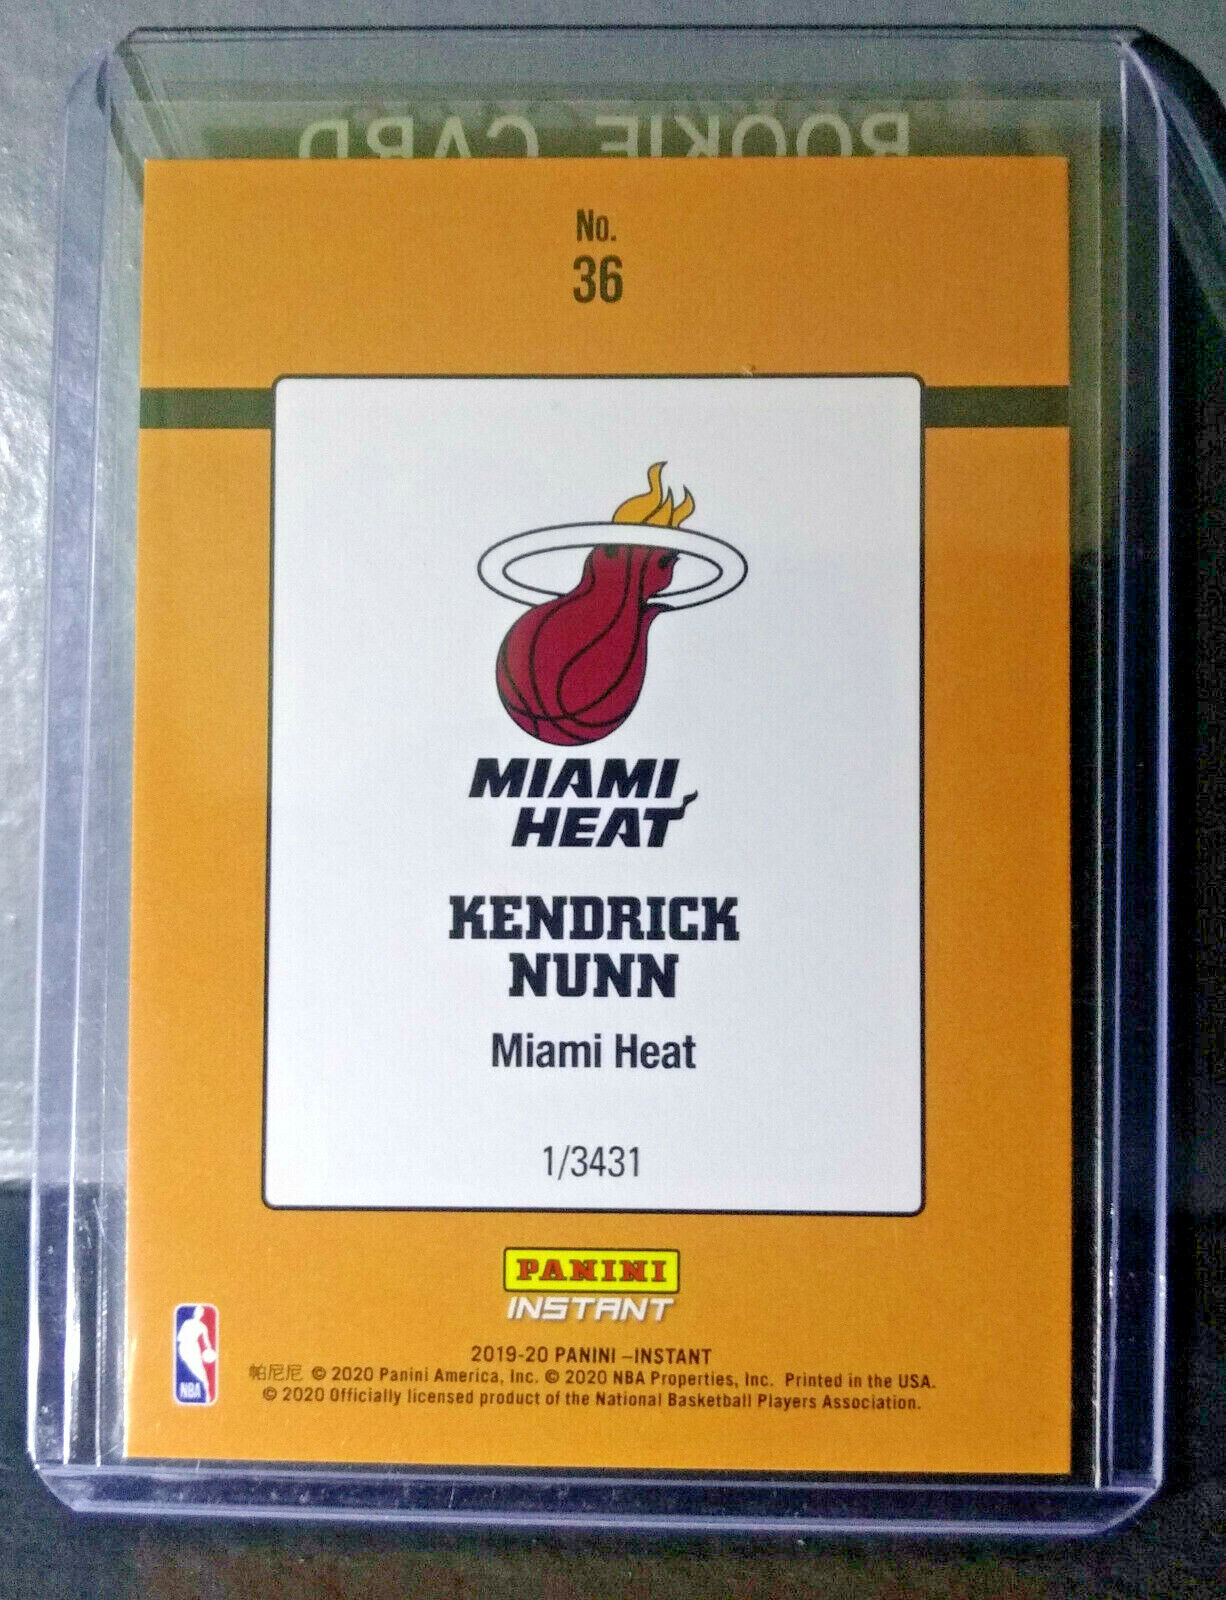 ROOKIE CARD
No.
36
MIAMI
HEAT
KENDRICK
NUNN
Miami Heat
1/3431
PANINI
INSTANT
2019-20 PANINI –INSTANT
帕尼尼 © 2020 Panini America, Inc. © 2020 NBA Properties, Inc. Printed in the USA.
© 2020 Officially licensed product of the National Basketball Players Association.
NBA